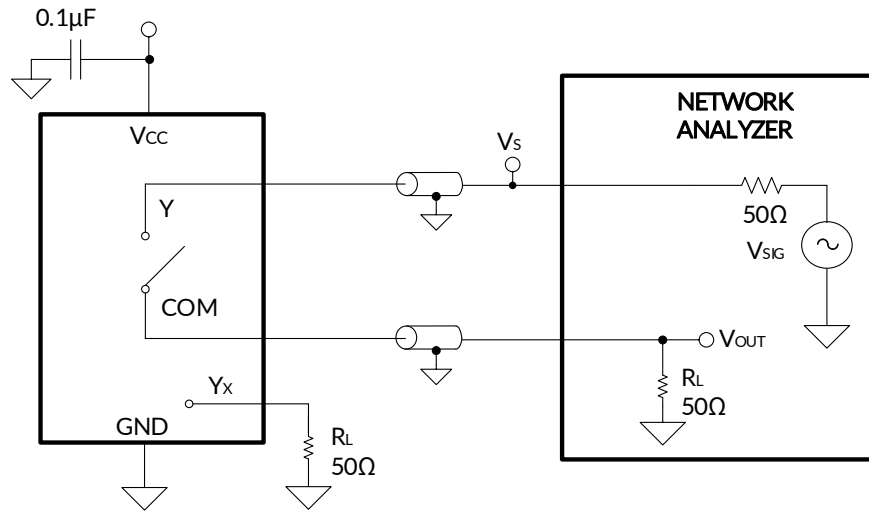 0.1µF
VCC
NETWORK
ANALYZER
VS
Y
50Ω
VSIG
COM
VOUT
YX
RL
50Ω
GND
RL
50Ω